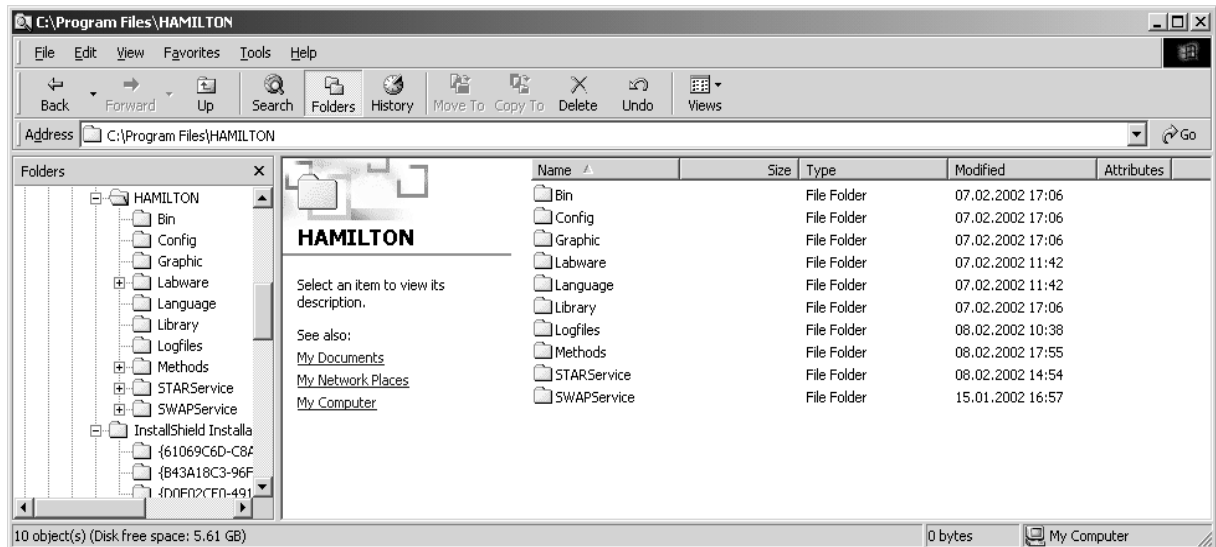 C:\Program Files\HAMILTON
File Edit View Favorites Tools Help
Back Forward Up Search Folders History Move To Copy To Delete Undo Views
Address C:\Program Files\HAMILTON Go
Folders
HAMILTON
Bin
Config
Graphic
Labware
Language
Library
Logfiles
Methods
STARService
SWAPService
InstallShield Installa
{61069C6D-C8A
{B43A18C3-96F
{D0E02CE0-491
HAMILTON
Select an item to view its
description.
See also:
My Documents
My Network Places
My Computer
Name Size Type Modified Attributes
Bin File Folder 07.02.2002 17:06
Config File Folder 07.02.2002 17:06
Graphic File Folder 07.02.2002 17:06
Labware File Folder 07.02.2002 11:42
Language File Folder 07.02.2002 11:42
Library File Folder 07.02.2002 17:06
Logfiles File Folder 08.02.2002 10:38
Methods File Folder 08.02.2002 17:55
STARService File Folder 08.02.2002 14:54
SWAPService File Folder 15.01.2002 16:57
10 object(s) (Disk free space: 5.61 GB) 0 bytes My Computer